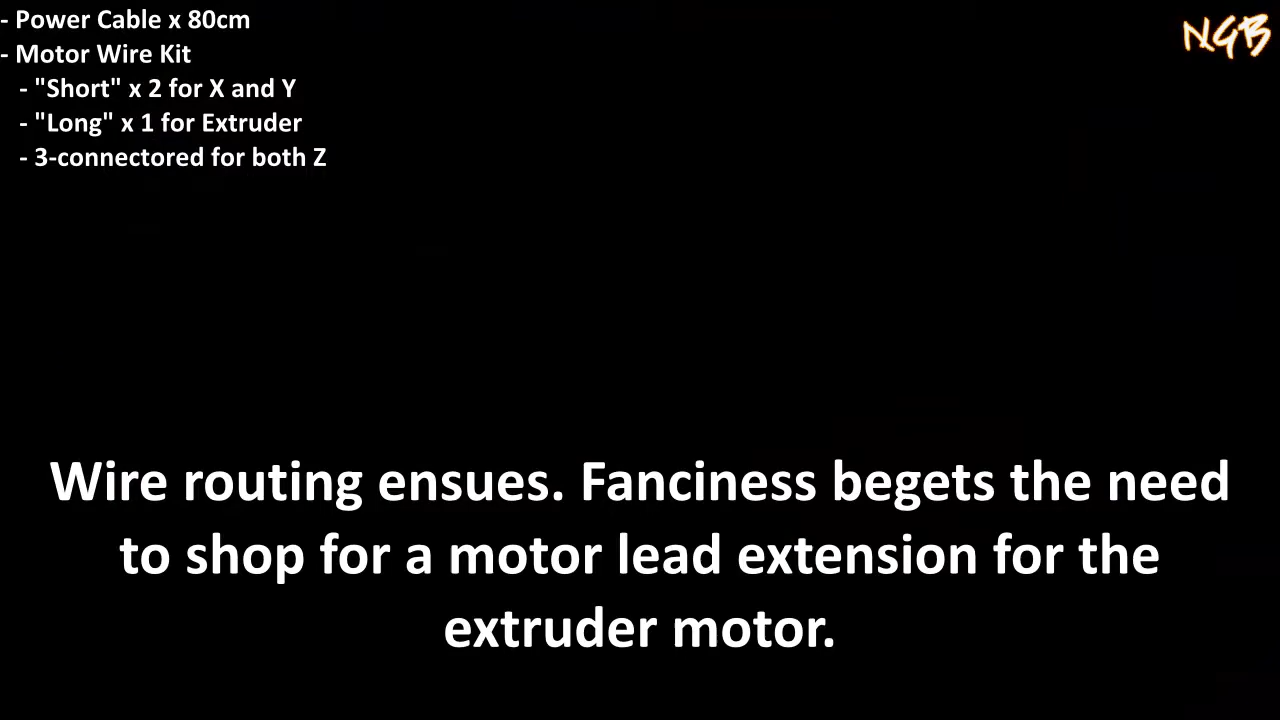 - Power Cable x 80cm
NGB
- Motor Wire Kit
- "Short" x 2 for X and Y
- "Long" x 1 for Extruder
- 3-connectored for both Z
Wire routing ensues. Fanciness begets the need
to shop for a motor lead extension for the
extruder motor.